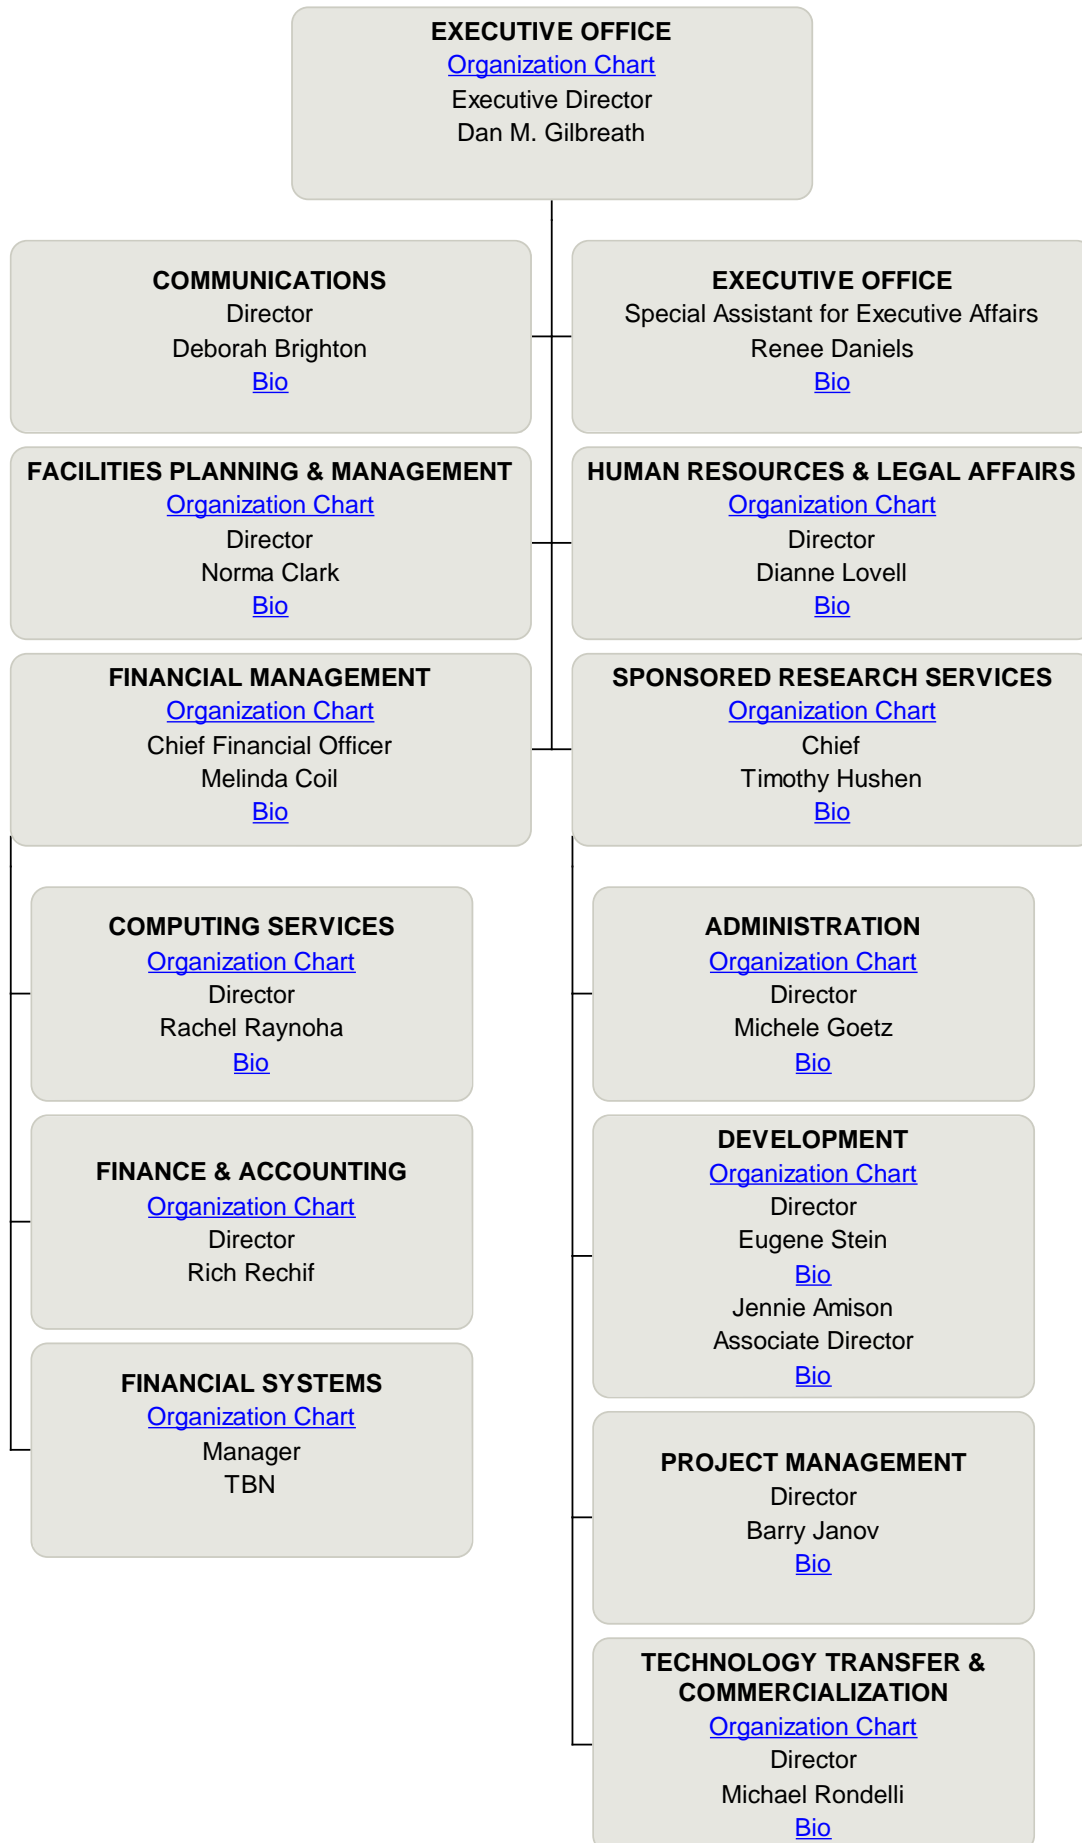 EXECUTIVE OFFICE
Organization Chart
Executive Director
Dan M. Gilbreath
COMMUNICATIONS
Director
Deborah Brighton
Bio
EXECUTIVE OFFICE
Special Assistant for Executive Affairs
Renee Daniels
Bio
FACILITIES PLANNING & MANAGEMENT
Organization Chart
Director
Norma Clark
Bio
HUMAN RESOURCES & LEGAL AFFAIRS
Organization Chart
Director
Dianne Lovell
Bio
FINANCIAL MANAGEMENT
Organization Chart
Chief Financial Officer
Melinda Coil
Bio
SPONSORED RESEARCH SERVICES
Organization Chart
Chief
Timothy Hushen
Bio
COMPUTING SERVICES
Organization Chart
Director
Rachel Raynoha
Bio
FINANCE & ACCOUNTING
Organization Chart
Director
Rich Rechif
FINANCIAL SYSTEMS
Organization Chart
Manager
TBN
ADMINISTRATION
Organization Chart
Director
Michele Goetz
Bio
DEVELOPMENT
Organization Chart
Director
Eugene Stein
Bio
Jennie Amison
Associate Director
Bio
PROJECT MANAGEMENT
Director
Barry Janov
Bio
TECHNOLOGY TRANSFER &
COMMERCIALIZATION
Organization Chart
Director
Michael Rondelli
Bio